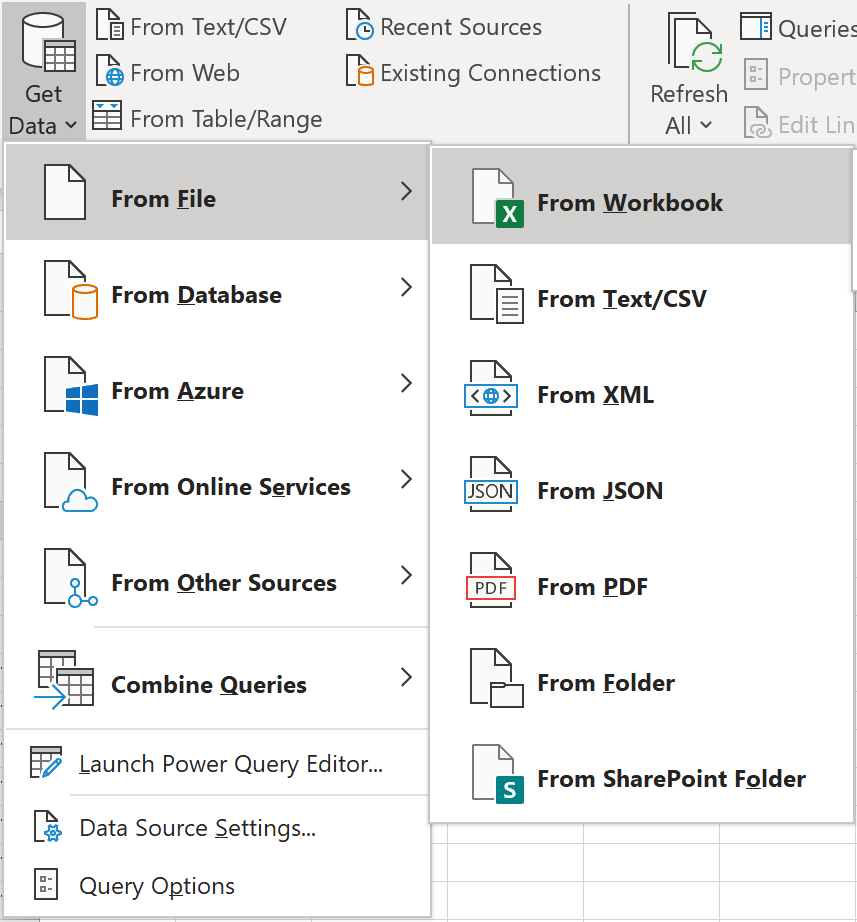 From Text/CSV
Recent Sources
Queries
From Web
Existing Connections
Get
Data
From Table/Range
Refresh
All
From File
From Database
From Azure
From Online Services
From Other Sources
Combine Queries
Launch Power Query Editor...
Data Source Settings...
Query Options
X
From Workbook
From Text/CSV
From XML
JSON
From JSON
PDF
From PDF
From Folder
S
From SharePoint Folder